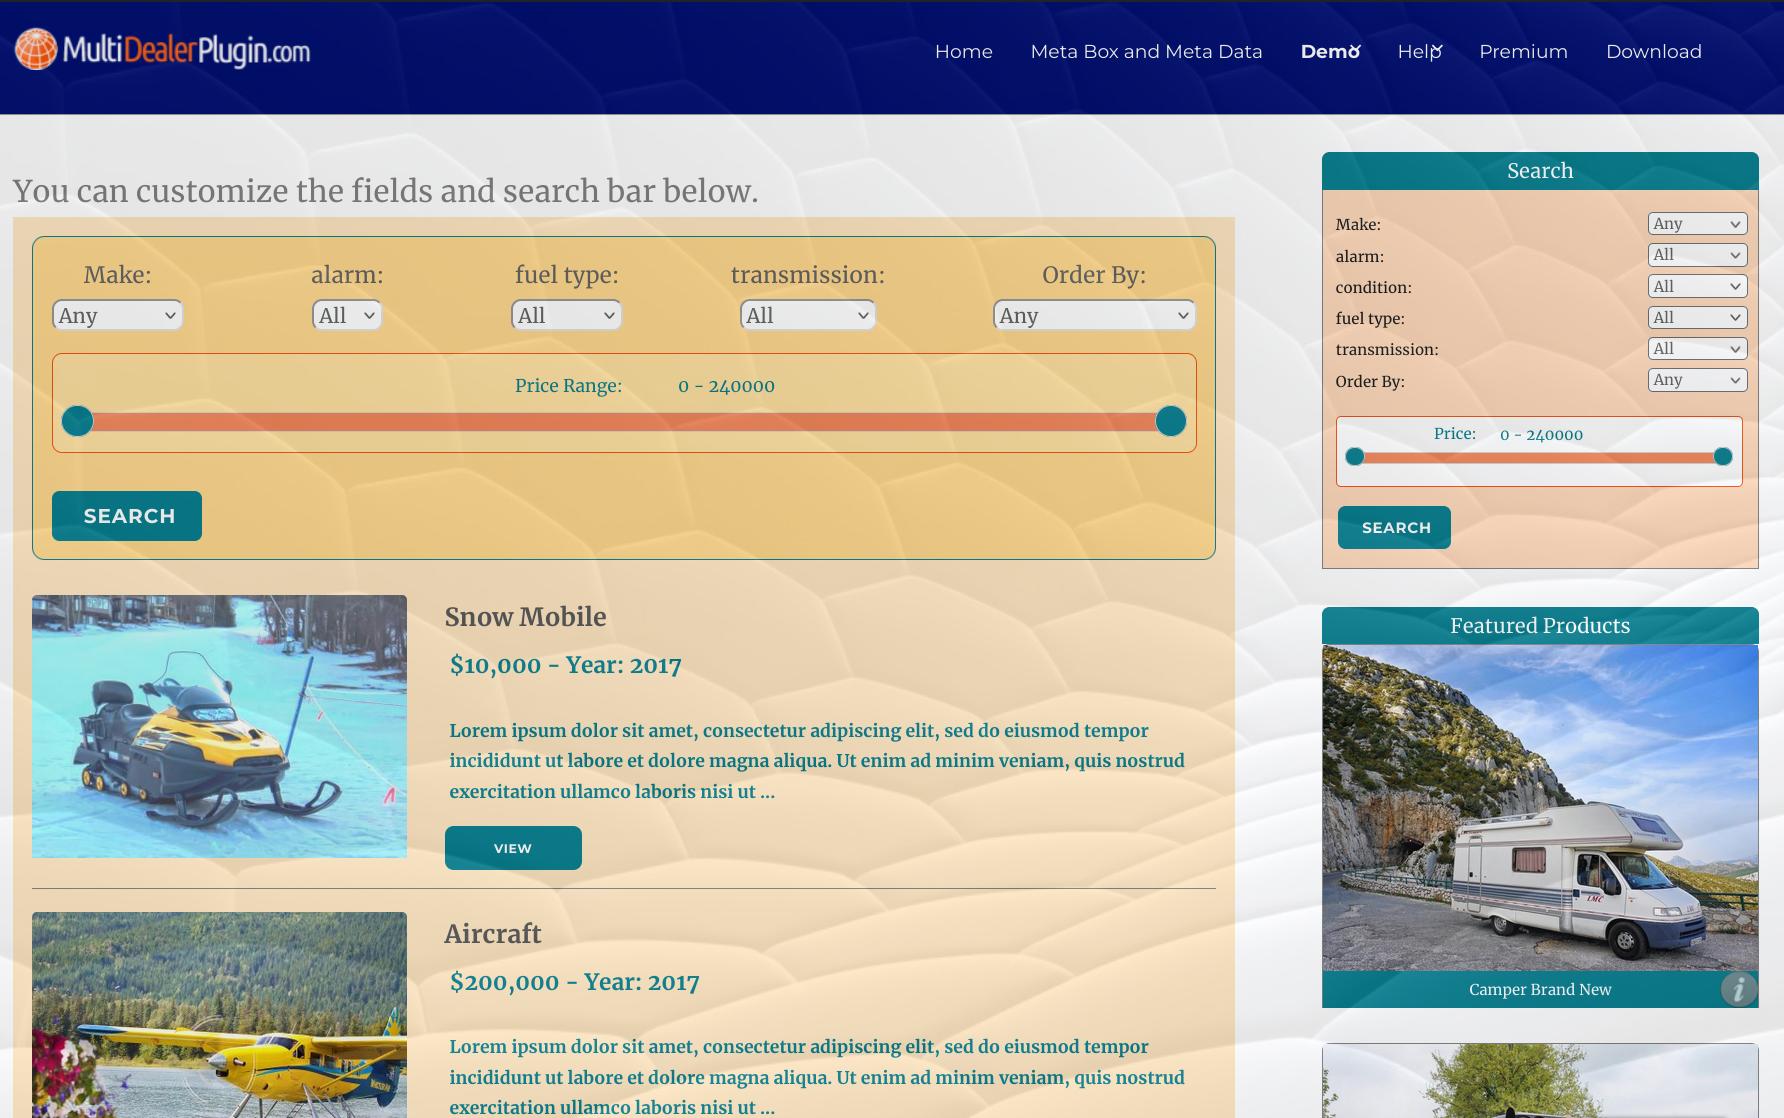 MultiDealerPlugin.com
Home Meta Box and Meta Data Demo Help Premium Download
You can customize the fields and search bar below.
Make: alarm: fuel type: transmission: Order By:
Any All All All Any
Price Range: 0 - 240000
SEARCH
Snow Mobile
$10,000 - Year: 2017
Lorem ipsum dolor sit amet, consectetur adipiscing elit, sed do eiusmod tempor
incididunt ut labore et dolore magna aliqua. Ut enim ad minim veniam, quis nostrud
exercitation ullamco laboris nisi ut ...
VIEW
Aircraft
$200,000 - Year: 2017
Lorem ipsum dolor sit amet, consectetur adipiscing elit, sed do eiusmod tempor
incididunt ut labore et dolore magna aliqua. Ut enim ad minim veniam, quis nostrud
exercitation ullamco laboris nisi ut ...
Search
Make: Any
alarm: All
condition: All
fuel type: All
transmission: All
Order By: Any
Price: 0 - 240000
SEARCH
Featured Products
LMC
Camper Brand New
i